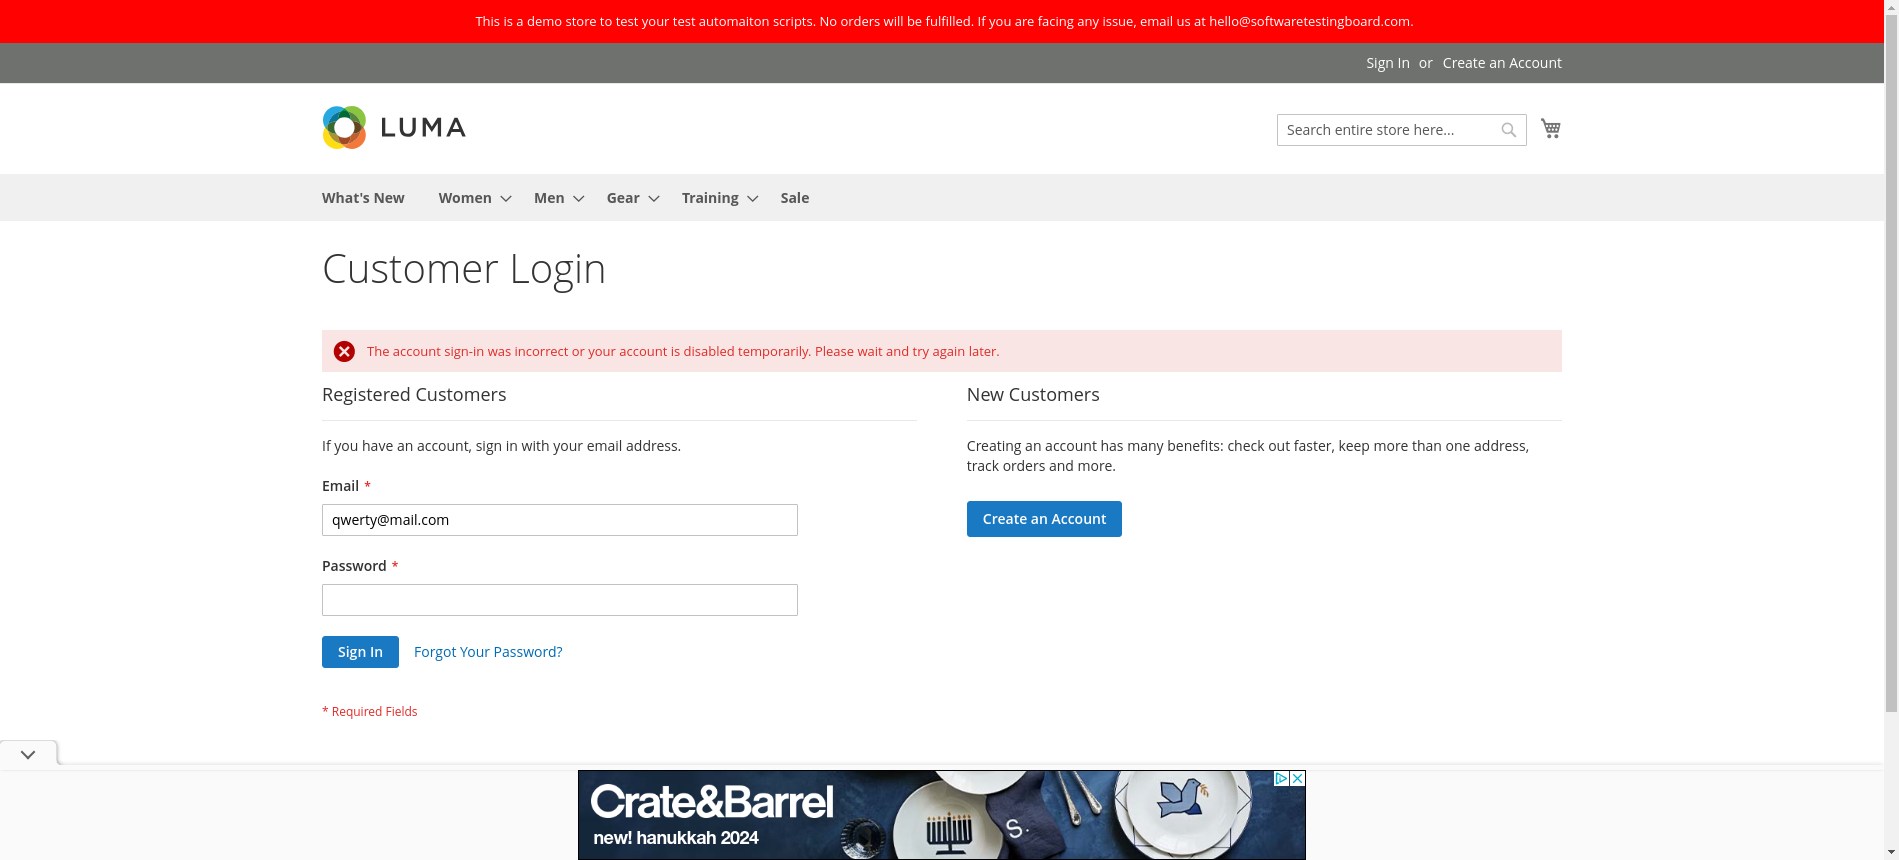 This is a demo store to test your test automaiton scripts. No orders will be fulfilled. If you are facing any issue, email us at hello@softwaretestingboard.com.
Sign In or Create an Account
LUMA
Search entire store here...
What's New Women Men Gear Training Sale
Customer Login
The account sign-in was incorrect or your account is disabled temporarily. Please wait and try again later.
Registered Customers
If you have an account, sign in with your email address.
Email *
qwerty@mail.com
Password *
Sign In Forgot Your Password?
* Required Fields
New Customers
Creating an account has many benefits: check out faster, keep more than one address,
track orders and more.
Create an Account
Crate&Barrel
new! hanukkah 2024
S.